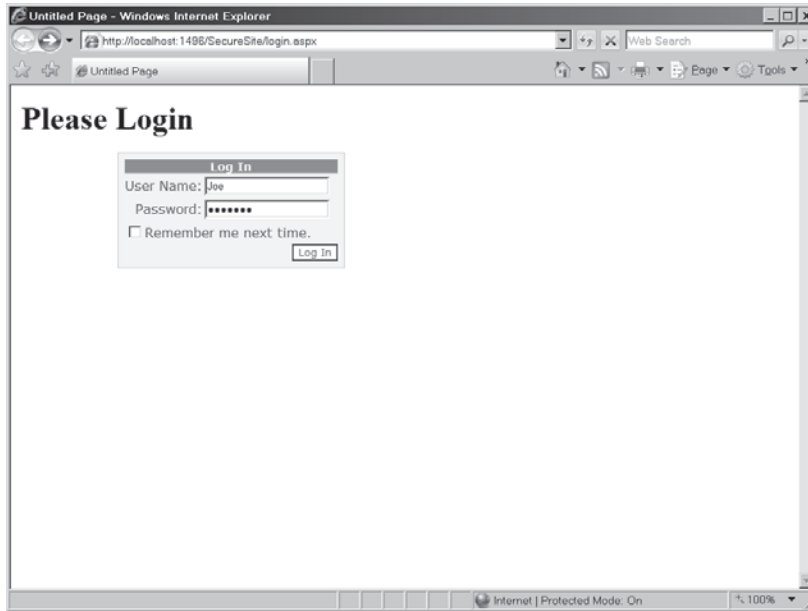 Untitled Page - Windows Internet Explorer
http://localhost:1496/SecureSite/login.aspx
Web Search
Untitled Page
Page
Tools
Please Login
Log In
User Name: Joe
Password: •••••••
Remember me next time.
Log In
Internet | Protected Mode: On
100%